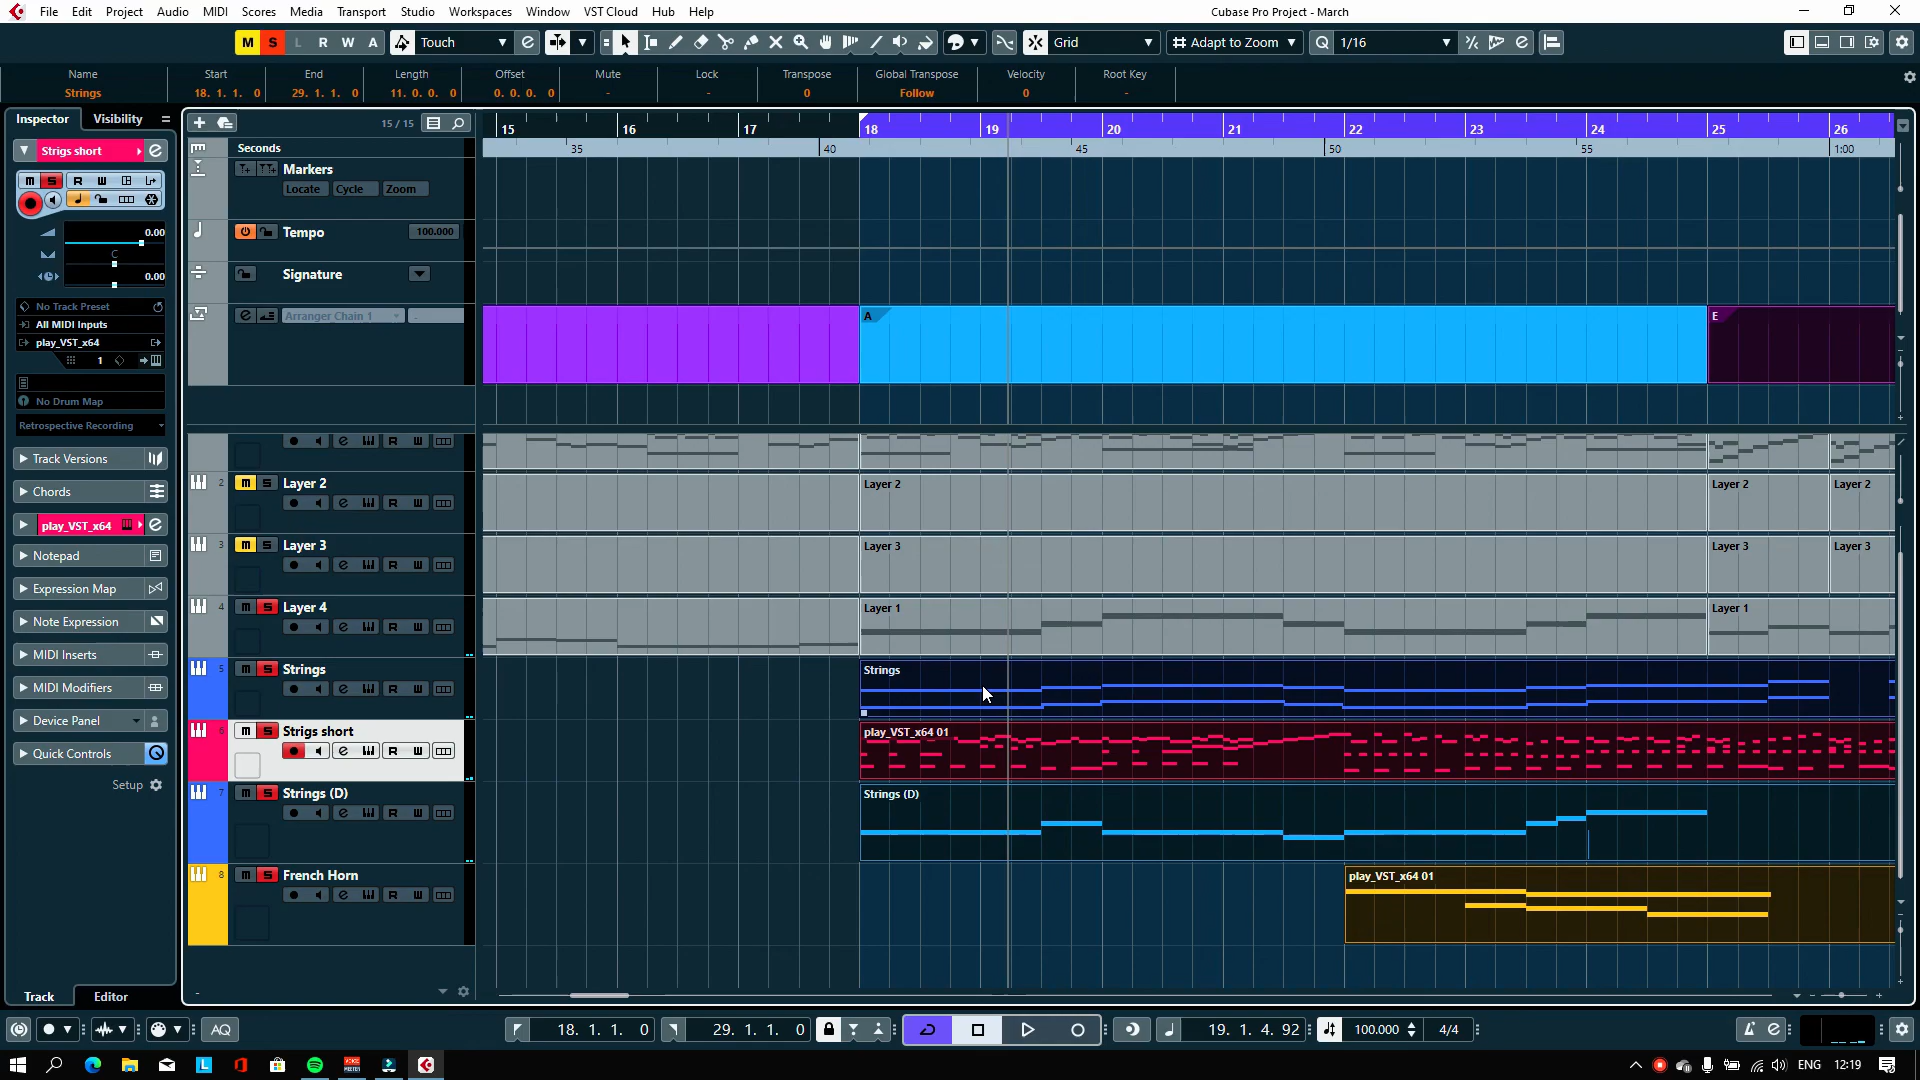 File Edit Project Audio MIDI Scores Media Transport Studio Workspaces Window VST Cloud Hub Help Cubase Pro Project - March
M S L R W A Touch Grid Adapt to Zoom 1/16
Name Start End Length Offset Mute Lock Transpose Global Transpose Velocity Root Key
Strings 18. 1. 1. 0 29. 1. 1. 0 11. 0. 0. 0 0. 0. 0. 0 - - 0 Follow 0 -
Inspector Visibility 15 / 15 15 16 17 18 19 20 21 22 23 24 25 26
Strigs short Seconds 35 40 45 50 55 1:00
Markers
m S R W
Locate Cycle Zoom
0.00 Tempo 100.000
C
0.00 Signature
No Track Preset A E
Arranger Chain 1
All MIDI Inputs
play_VST_x64
1
No Drum Map
Retrospective Recording
R W
Track Versions
2 m S Layer 2 Layer 2 Layer 2 Layer 2
Chords
R W
play_VST_x64
3 m S Layer 3 Layer 3 Layer 3 Layer 3
Notepad
R W
Expression Map
4 m S Layer 4 Layer 1 Layer 1
Note Expression
R W
MIDI Inserts
5 m S Strings Strings
MIDI Modifiers
R W
Device Panel
6 m S Strigs short play_VST_x64 01
Quick Controls
R W
Setup
7 m S Strings (D) Strings (D)
R W
8 m S French Horn play_VST_x64 01
R W
Track Editor
AQ 18. 1. 1. 0 29. 1. 1. 0 19. 1. 4. 92 100.000 4/4
ENG 12:19